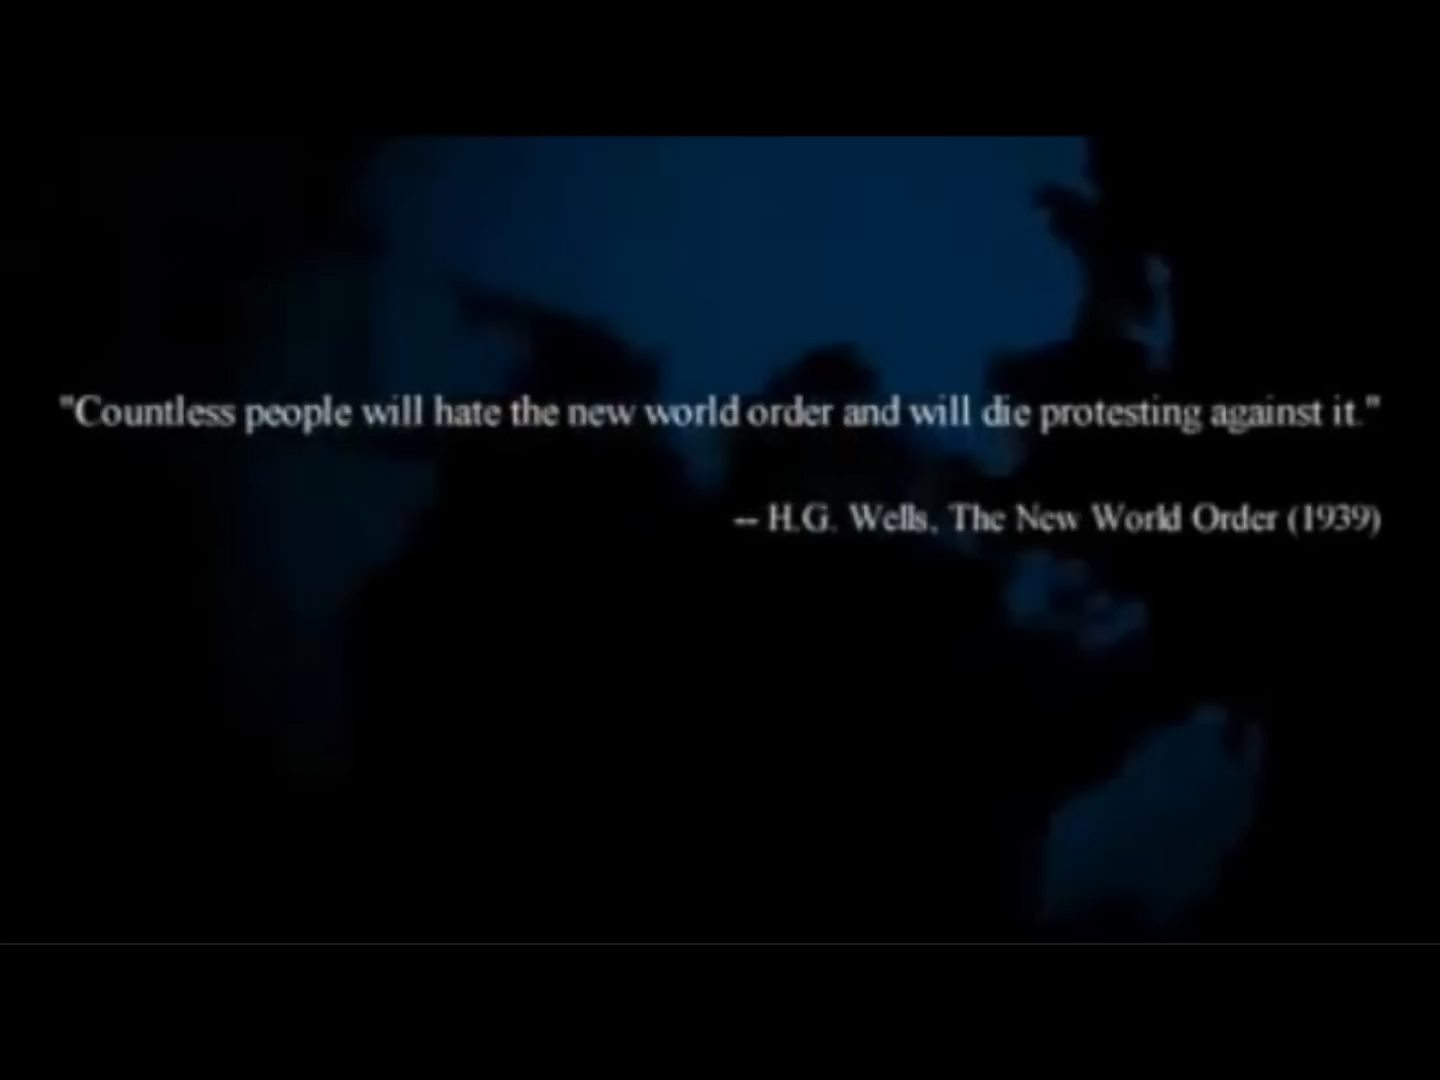 "Countless people will hate the new world order and will die protesting against it."
-- H.G. Wells, The New World Order (1939)